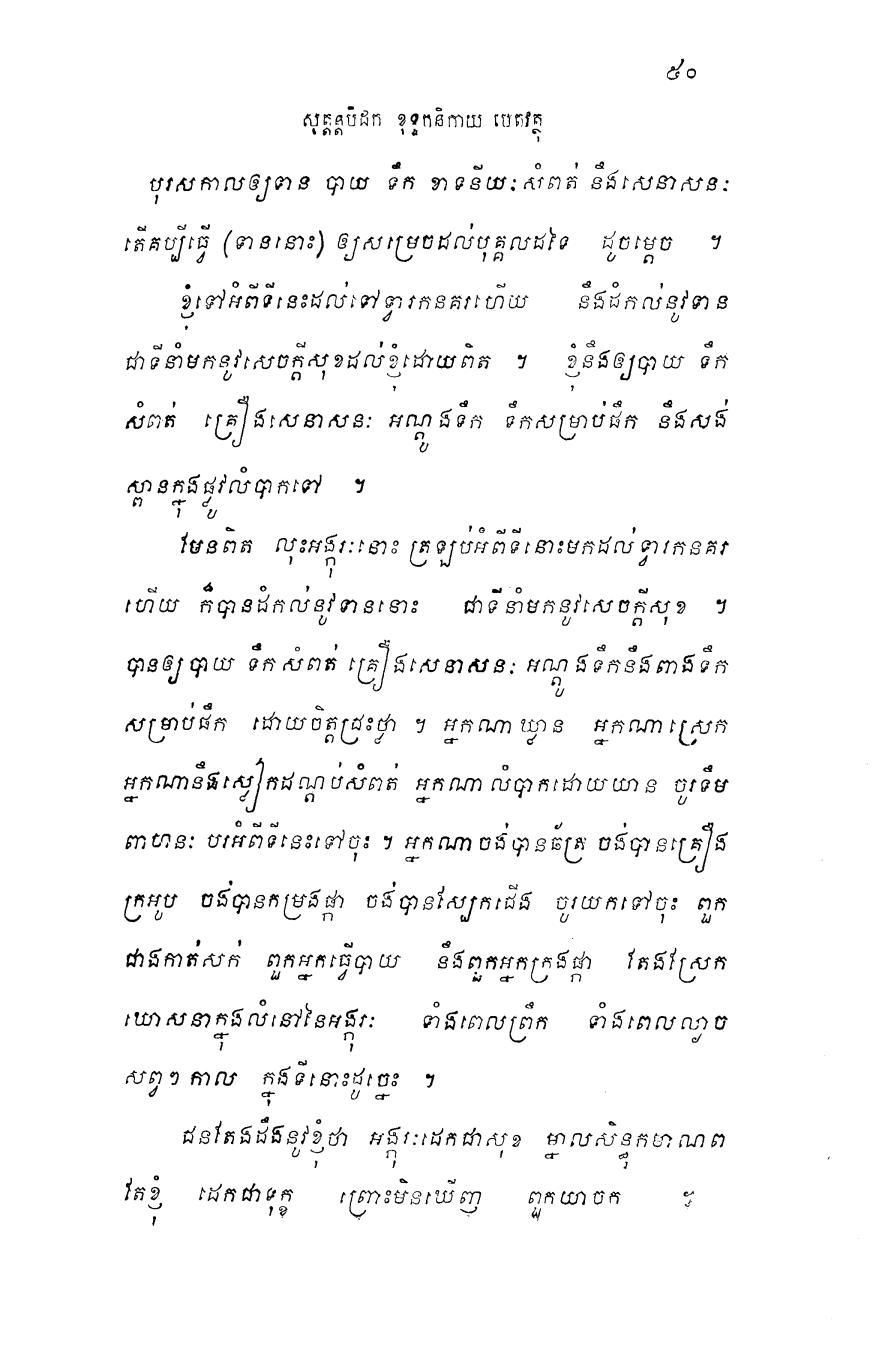 ៥០
សុត្តន្តបិដក ខុទ្ទកនិកាយ បេតវត្ថុ
បុរសកាលឲ្យទាន បាយ ទឹក ខាទនីយៈ សំពត់ នឹងសេនាសនៈ
តើគប្បីធ្វើ (ទាននោះ) ឲ្យសម្រេចដល់បុគ្គលដទៃ ដូចម្តេច ។
ខ្ញុំទៅអំពីទីនេះដល់ទៅទ្វារកនគរហើយ នឹងដំកល់នូវទាន
ជាទីនាំមកនូវសេចក្តីសុខដល់ខ្ញុំដោយពិត ។ ខ្ញុំនឹងឲ្យបាយ ទឹក
សំពត់ គ្រឿងសេនាសនៈ អណ្តូងទឹក ទឹកសម្រាប់ផឹក នឹងសង់
ស្ពានក្នុងផ្លូវលំបាកទៅ ។
មែនពិត លុះអង្កុរៈនោះ ត្រឡប់អំពីទីនោះមកដល់ទ្វារកនគរ
ហើយ ក៏បានដំកល់នូវទាននោះ ជាទីនាំមកនូវសេចក្តីសុខ ។
បានឲ្យបាយ ទឹក សំពត់ គ្រឿងសេនាសនៈ អណ្តូងទឹកនឹងពាងទឹក
សម្រាប់ផឹក ដោយចិត្តជ្រះថ្លា ។ អ្នកណាឃ្លាន អ្នកណាស្រេក
អ្នកណានឹងស្លៀកដណ្តប់សំពត់ អ្នកណាលំបាកដោយយាន ចូរទឹម
ពាហនៈ បរអំពីទីនេះទៅចុះ ។ អ្នកណាចង់បានឆ័ត្រ ចង់បានគ្រឿង
ក្រអូប ចង់បានកម្រងផ្កា ចង់បានស្បែកជើង ចូរយកទៅចុះ ពួក
ជាងកាត់សក់ ពួកអ្នកធ្វើបាយ នឹងពួកអ្នកក្រងផ្កា តែងស្រែក
ឃោសនាក្នុងលំនៅនៃអង្កុរៈ ទាំងពេលព្រឹក ទាំងពេលល្ងាច
សព្វៗ កាល ក្នុងទីនោះដូច្នេះ ។
ជនតែងដឹងនូវខ្ញុំថា អង្កុរៈដេកជាសុខ ម្នាលសិន្ធុកមាណព
តែខ្ញុំ ដេកជាទុក្ខ ព្រោះមិនឃើញ ពួកយាចក ។